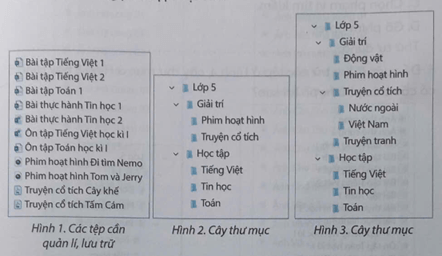 Bài tập Tiếng Việt 1
Bài tập Tiếng Việt 2
Bài tập Toán 1
Bài thực hành Tin học 1
Bài thực hành Tin học 2
Ôn tập Tiếng Việt học kì I
Ôn tập Toán học kì I
Phim hoạt hình Đi tìm Nemo
Phim hoạt hình Tom và Jerry
Truyện cổ tích Cây khế
Truyện cổ tích Tấm Cám
Hình 1. Các tệp cần
quản lí, lưu trữ
Lớp 5
Giải trí
Phim hoạt hình
Truyện cổ tích
Học tập
Tiếng Việt
Tin học
Toán
Hình 2. Cây thư mục
Lớp 5
Giải trí
Động vật
Phim hoạt hình
Truyện cổ tích
Nước ngoài
Việt Nam
Truyện tranh
Học tập
Tiếng Việt
Tin học
Toán
Hình 3. Cây thư mục